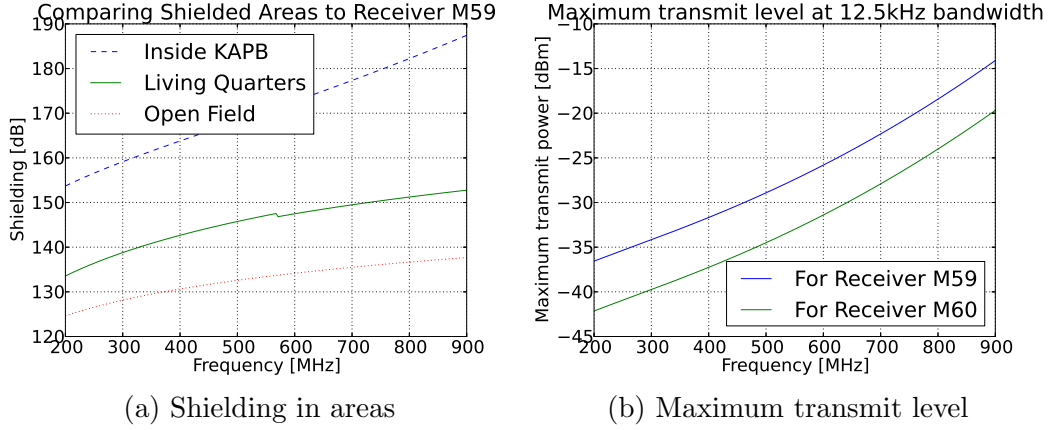 Comparing Shielded Areas to Receiver M59
Shielding [dB]
190
180
170
160
150
140
130
120
Inside KAPB
Living Quarters
Open Field
200 300 400 500 600 700 800 900
Frequency [MHz]
(a) Shielding in areas
Maximum transmit level at 12.5kHz bandwidth
Maximum transmit power [dBm]
−10
−15
−20
−25
−30
−35
−40
−45
For Receiver M59
For Receiver M60
200 300 400 500 600 700 800 900
Frequency [MHz]
(b) Maximum transmit level